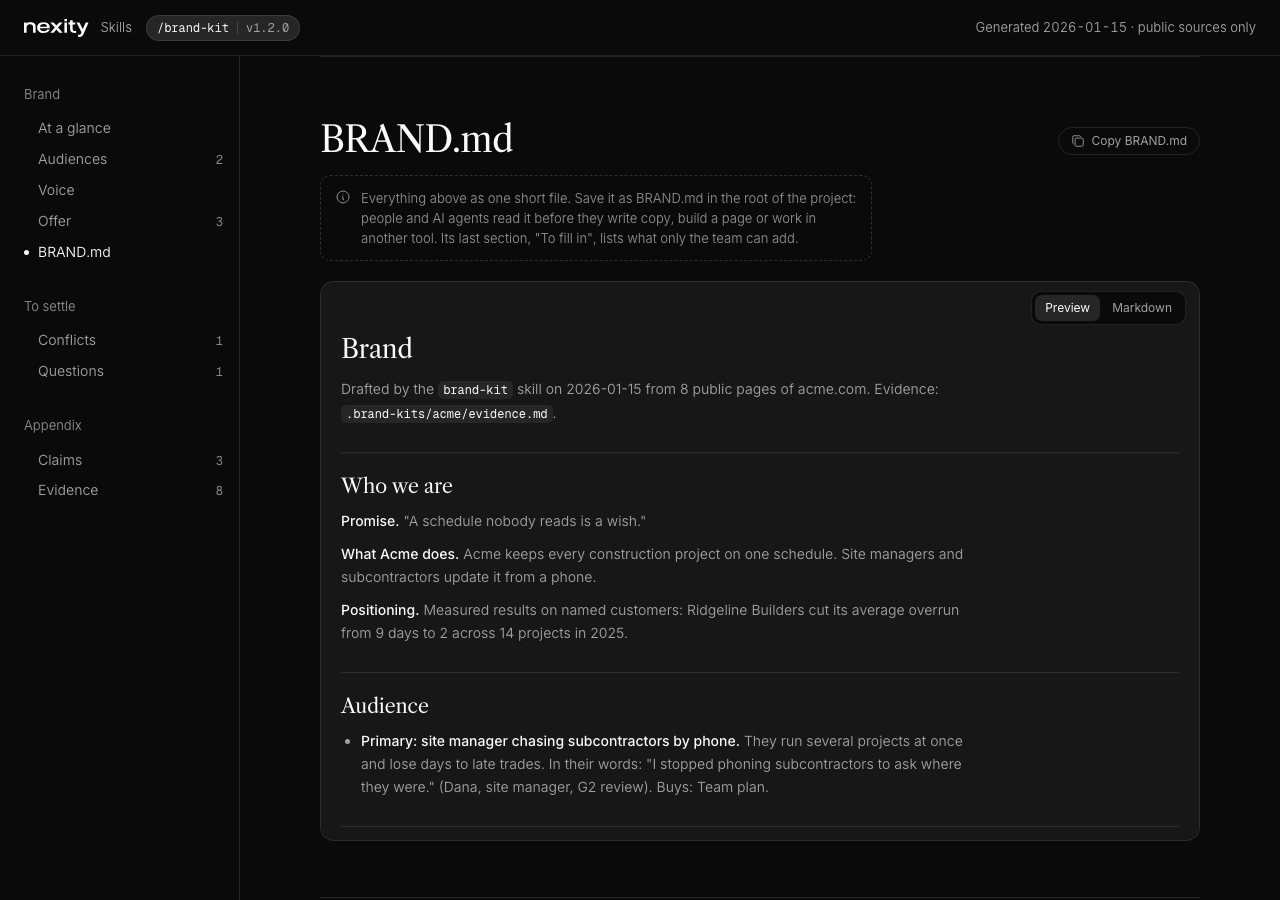 nexity Skills /brand-kit v1.2.0 Generated 2026-01-15 · public sources only
Brand
At a glance
Audiences 2
Voice
Offer 3
BRAND.md
To settle
Conflicts 1
Questions 1
Appendix
Claims 3
Evidence 8
BRAND.md
Copy BRAND.md
Everything above as one short file. Save it as BRAND.md in the root of the project:
people and AI agents read it before they write copy, build a page or work in
another tool. Its last section, "To fill in", lists what only the team can add.
Preview Markdown
Brand
Drafted by the brand-kit skill on 2026-01-15 from 8 public pages of acme.com. Evidence:
.brand-kits/acme/evidence.md.
Who we are
Promise. "A schedule nobody reads is a wish."
What Acme does. Acme keeps every construction project on one schedule. Site managers and
subcontractors update it from a phone.
Positioning. Measured results on named customers: Ridgeline Builders cut its average overrun
from 9 days to 2 across 14 projects in 2025.
Audience
• Primary: site manager chasing subcontractors by phone. They run several projects at once
and lose days to late trades. In their words: "I stopped phoning subcontractors to ask where
they were." (Dana, site manager, G2 review). Buys: Team plan.